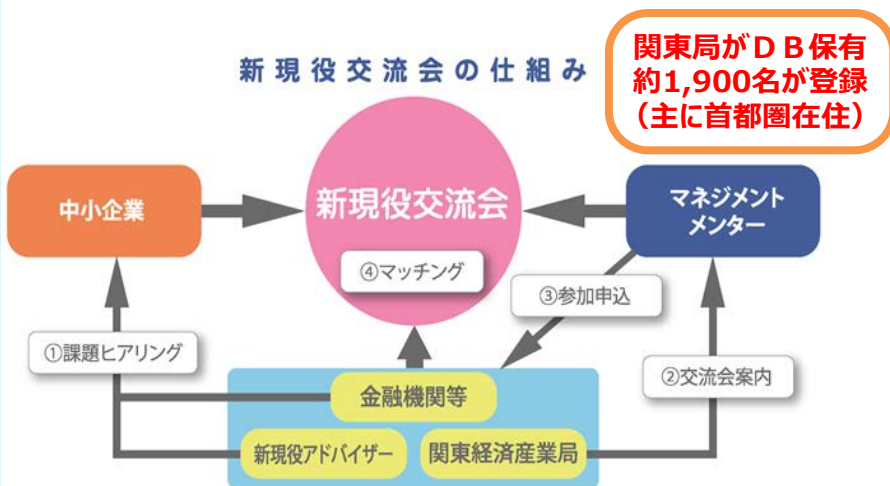 新現役交流会の仕組み
関東局がＤＢ保有
約1,900名が登録
（主に首都圏在住）
中小企業
新現役交流会
マネジメント
メンター
④マッチング
③参加申込
①課題ヒアリング
②交流会案内
金融機関等
新現役アドバイザー
関東経済産業局